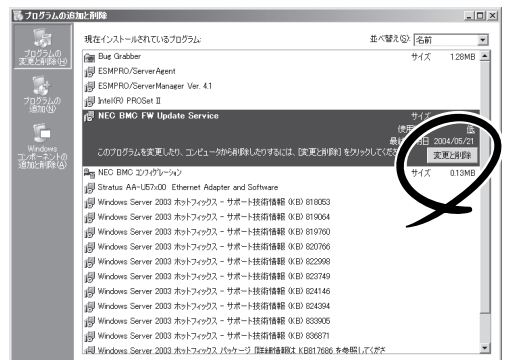 プログラムの追加と削除
現在インストールされているプログラム:
並べ替え(S): 名前
プログラムの
変更と削除(H)
プログラムの
追加(N)
Windows
コンポーネントの
追加と削除(A)
Bug Grabber サイズ 1.28MB
ESMPRO/ServerAgent
ESMPRO/ServerManager Ver. 4.1
Intel(R) PROSet II
NEC BMC FW Update Service サイズ
使用 低
最終 日 2004/05/21
このプログラムを変更したり、コンピュータから削除したりするには、[変更と削除] をクリックしてくださ
変更と削除
NEC BMC コンフィグレーション サイズ 0.13MB
Stratus AA-U57x00 Ethernet Adapter and Software
Windows Server 2003 ホットフィックス - サポート技術情報 (KB) 818053
Windows Server 2003 ホットフィックス - サポート技術情報 (KB) 819064
Windows Server 2003 ホットフィックス - サポート技術情報 (KB) 819760
Windows Server 2003 ホットフィックス - サポート技術情報 (KB) 820766
Windows Server 2003 ホットフィックス - サポート技術情報 (KB) 822998
Windows Server 2003 ホットフィックス - サポート技術情報 (KB) 823749
Windows Server 2003 ホットフィックス - サポート技術情報 (KB) 824146
Windows Server 2003 ホットフィックス - サポート技術情報 (KB) 824394
Windows Server 2003 ホットフィックス - サポート技術情報 (KB) 833905
Windows Server 2003 ホットフィックス - サポート技術情報 (KB) 836871
Windows Server 2003 ホットフィックス パッケージ [詳細情報は KB817686 を参照してくださ